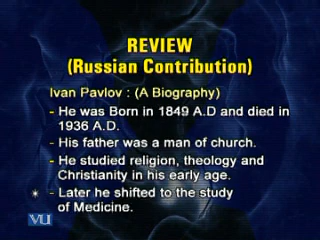 REVIEW
(Russian Contribution)
Ivan Pavlov : (A Biography)
- He was Born in 1849 A.D and died in
1936 A.D.
- His father was a man of church.
- He studied religion, theology and
Christianity in his early age.
- Later he shifted to the study
of Medicine.
VU